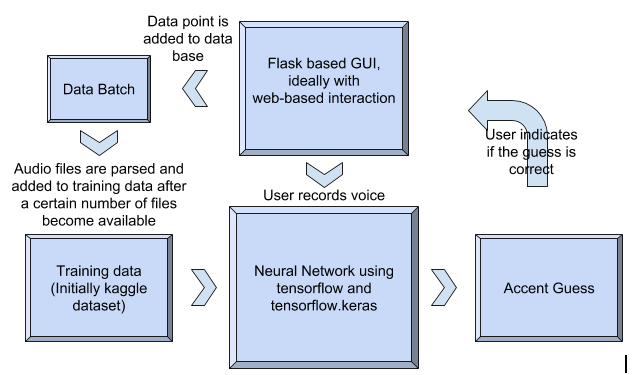 Data point is
added to data
base
Flask based GUI,
ideally with
web-based interaction
Data Batch
User indicates
if the guess is
correct
Audio files are parsed and
added to training data after
a certain number of files
become available
User records voice
Training data
(Initially kaggle
dataset)
Neural Network using
tensorflow and
tensorflow.keras
Accent Guess